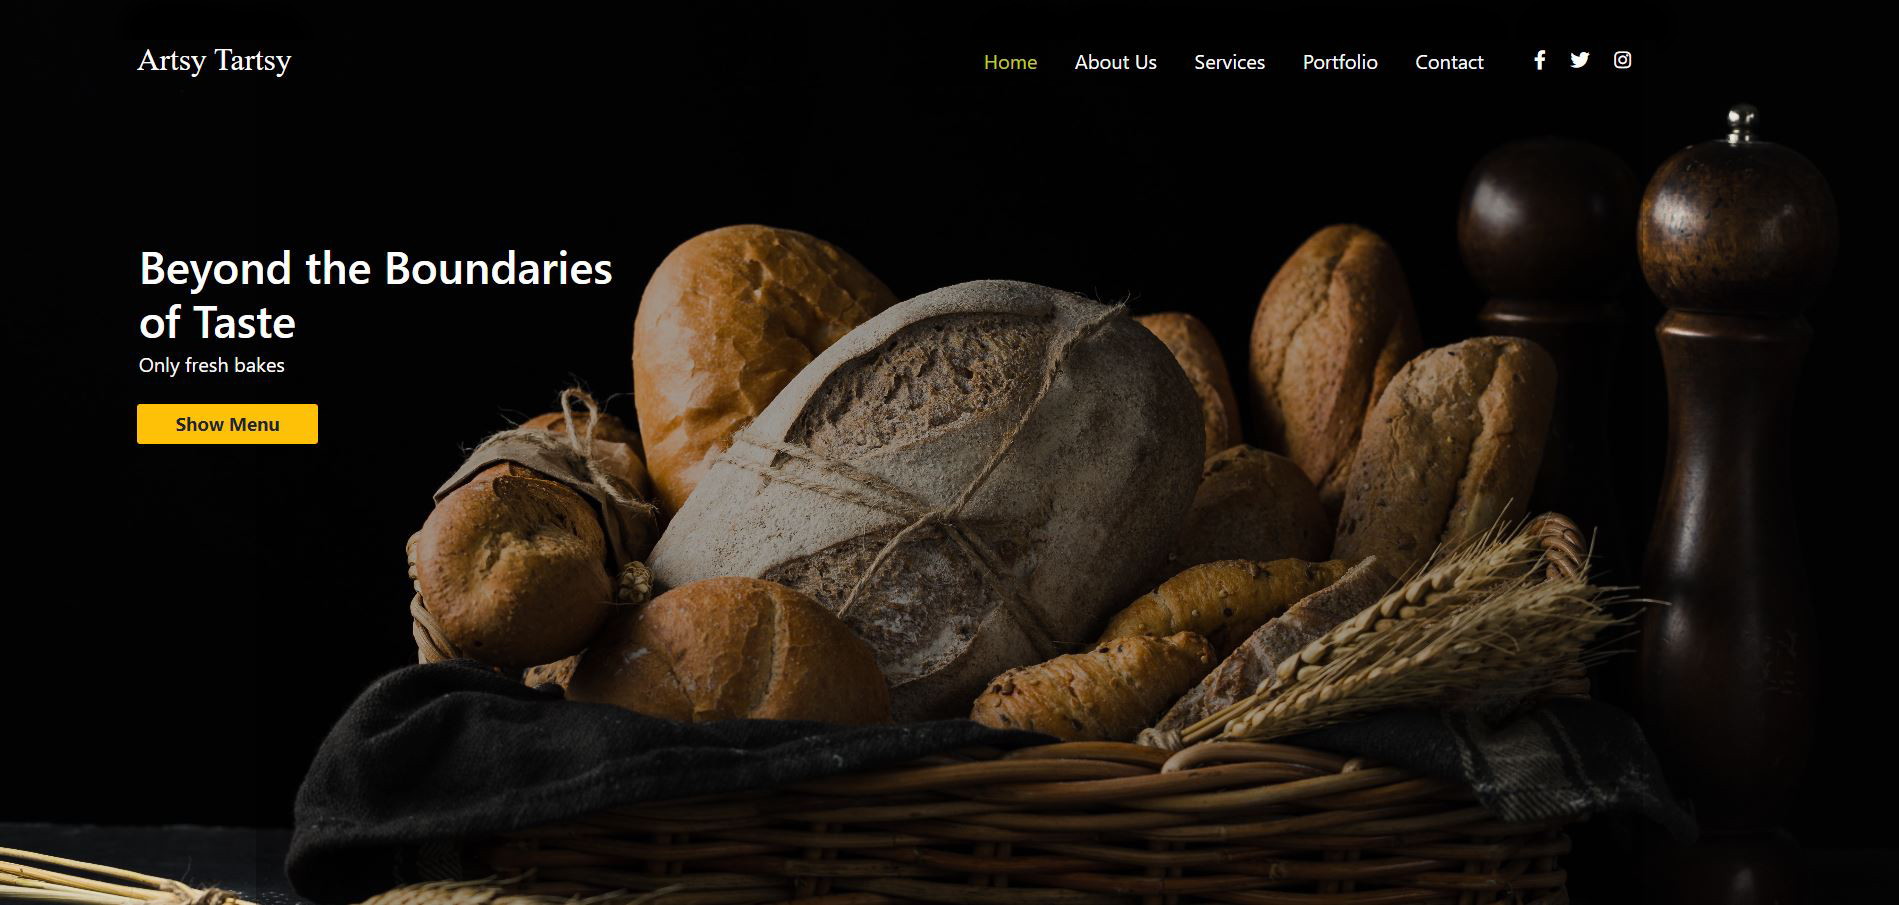 Artsy Tartsy
Home About Us Services Portfolio Contact
Beyond the Boundaries
of Taste
Only fresh bakes
Show Menu